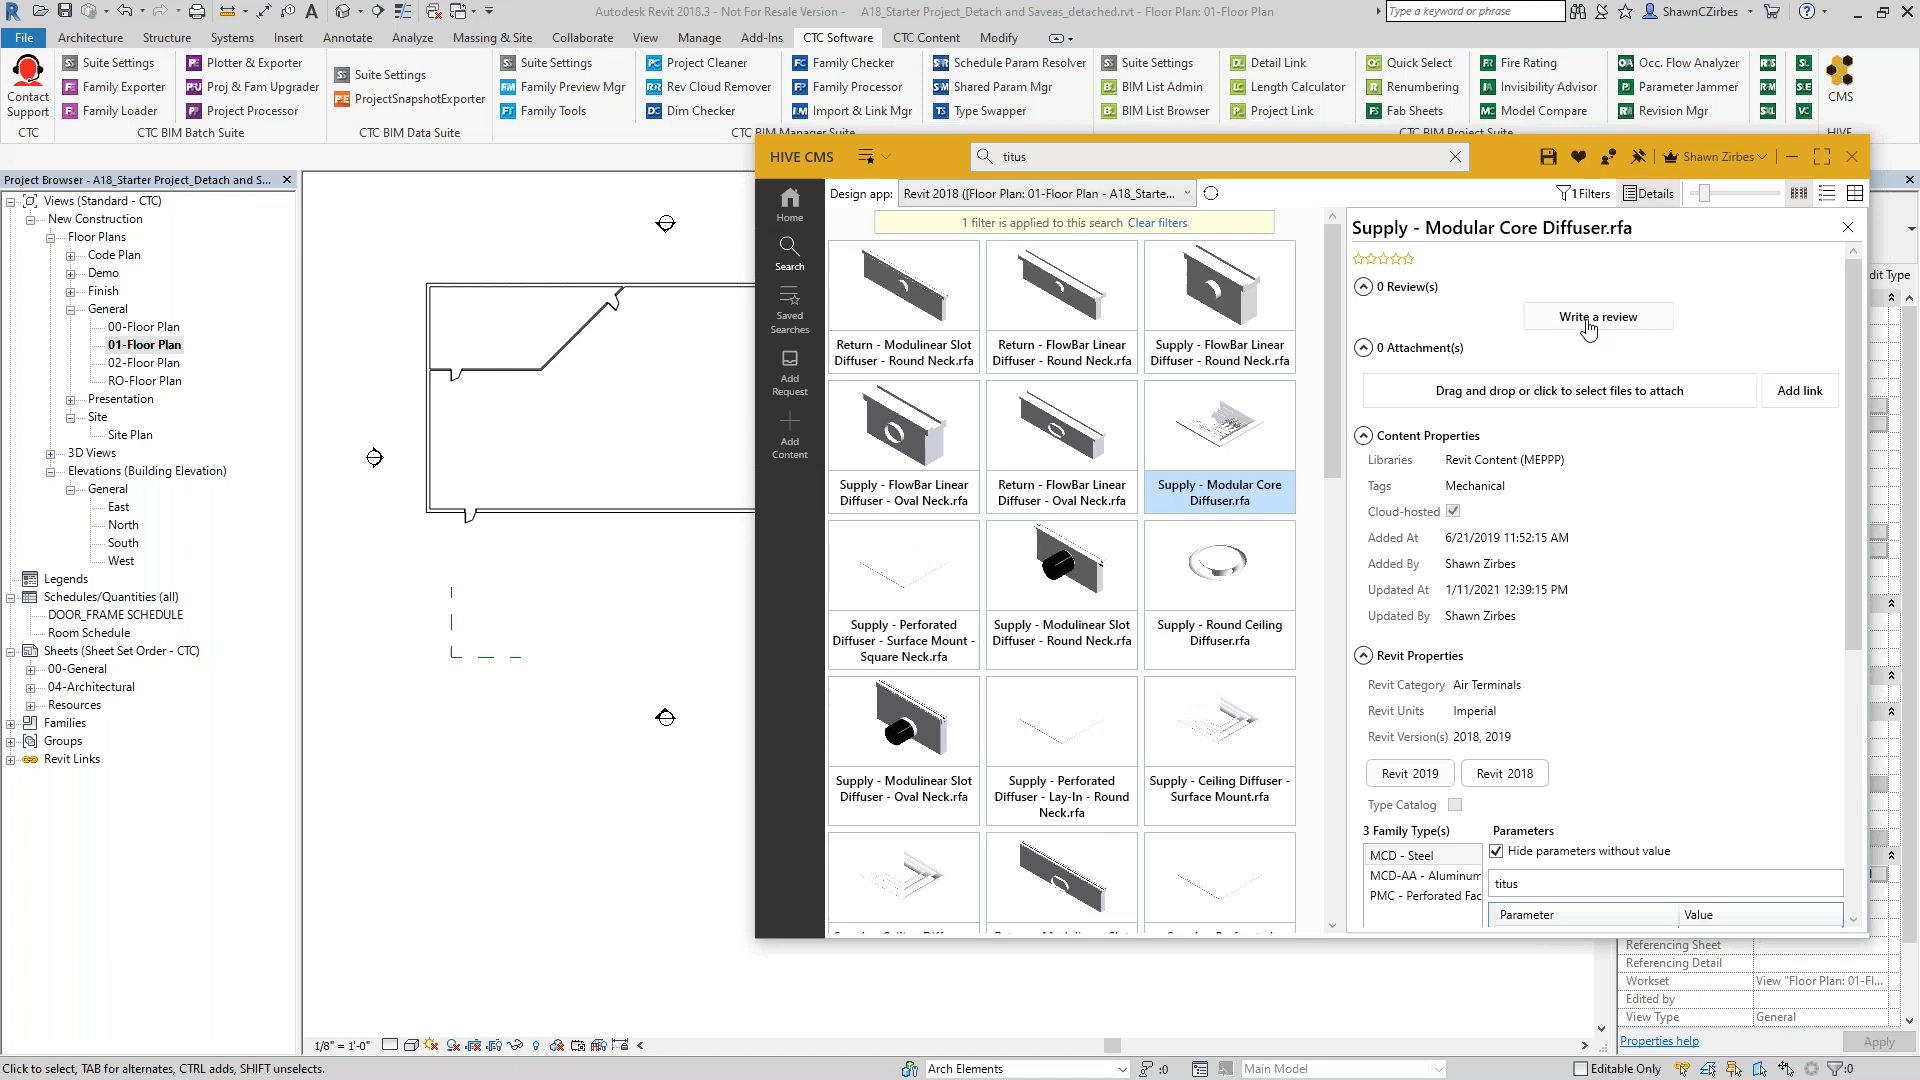 Autodesk Revit 2018.3 - Not For Resale Version - A18_Starter Project_Detach and Saveas_detached.rvt - Floor Plan: 01-Floor Plan
Type a keyword or phrase
ShawnCZirbes
File Architecture Structure Systems Insert Annotate Analyze Massing & Site Collaborate View Manage Add-Ins CTC Software CTC Content Modify
Suite Settings Plotter & Exporter Suite Settings Project Cleaner Family Checker Schedule Param Resolver Suite Settings Detail Link Quick Select Fire Rating Occ. Flow Analyzer
Suite Settings
Family Exporter Proj & Fam Upgrader Family Preview Mgr Rev Cloud Remover Family Processor Shared Param Mgr BIM List Admin Length Calculator Renumbering Invisibility Advisor Parameter Jammer
Contact
Support
ProjectSnapshotExporter
CMS
Family Loader Project Processor Family Tools Dim Checker Import & Link Mgr Type Swapper BIM List Browser Project Link Fab Sheets Model Compare Revision Mgr
CTC CTC BIM Batch Suite CTC BIM Data Suite CTC BIM Manager Suite CTC BIM Project Suite HIVE
Project Browser - A18_Starter Project_Detach and S...
Views (Standard - CTC)
New Construction
Floor Plans
Code Plan
Demo
Finish
General
00-Floor Plan
01-Floor Plan
02-Floor Plan
RO-Floor Plan
Presentation
Site
Site Plan
3D Views
Elevations (Building Elevation)
General
East
North
South
West
Legends
Schedules/Quantities (all)
DOOR_FRAME SCHEDULE
Room Schedule
Sheets (Sheet Set Order - CTC)
00-General
04-Architectural
Resources
Families
Groups
Revit Links
HIVE CMS
titus
Shawn Zirbes
Home
Search
Saved
Searches
Add
Request
Add
Content
Design app: Revit 2018 ([Floor Plan: 01-Floor Plan - A18_Starte...
1 Filters
Details
1 filter is applied to this search Clear filters
Return - Modulinear Slot
Diffuser - Round Neck.rfa
Return - FlowBar Linear
Diffuser - Round Neck.rfa
Supply - FlowBar Linear
Diffuser - Round Neck.rfa
Supply - FlowBar Linear
Diffuser - Oval Neck.rfa
Return - FlowBar Linear
Diffuser - Oval Neck.rfa
Supply - Modular Core
Diffuser.rfa
Supply - Perforated
Diffuser - Surface Mount -
Square Neck.rfa
Supply - Modulinear Slot
Diffuser - Round Neck.rfa
Supply - Round Ceiling
Diffuser.rfa
Supply - Modulinear Slot
Diffuser - Oval Neck.rfa
Supply - Perforated
Diffuser - Lay-In - Round
Neck.rfa
Supply - Ceiling Diffuser -
Surface Mount.rfa
Supply - Modular Core Diffuser.rfa
0 Review(s)
Write a review
0 Attachment(s)
Drag and drop or click to select files to attach
Add link
Content Properties
Libraries Revit Content (MEPPP)
Tags Mechanical
Cloud-hosted
Added At 6/21/2019 11:52:15 AM
Added By Shawn Zirbes
Updated At 1/11/2021 12:39:15 PM
Updated By Shawn Zirbes
Revit Properties
Revit Category Air Terminals
Revit Units Imperial
Revit Version(s) 2018, 2019
Revit 2019 Revit 2018
Type Catalog
3 Family Type(s) Parameters
MCD - Steel
MCD-AA - Aluminum
PMC - Perforated Fac
Hide parameters without value
titus
Parameter Value
dit Type
Referencing Sheet
Referencing Detail
Workset View "Floor Plan: 01-Fl...
Edited by
View Type General
Properties help
Apply
1/8" = 1'-0"
Click to select, TAB for alternates, CTRL adds, SHIFT unselects.
Arch Elements
:0
Main Model
Editable Only
:0